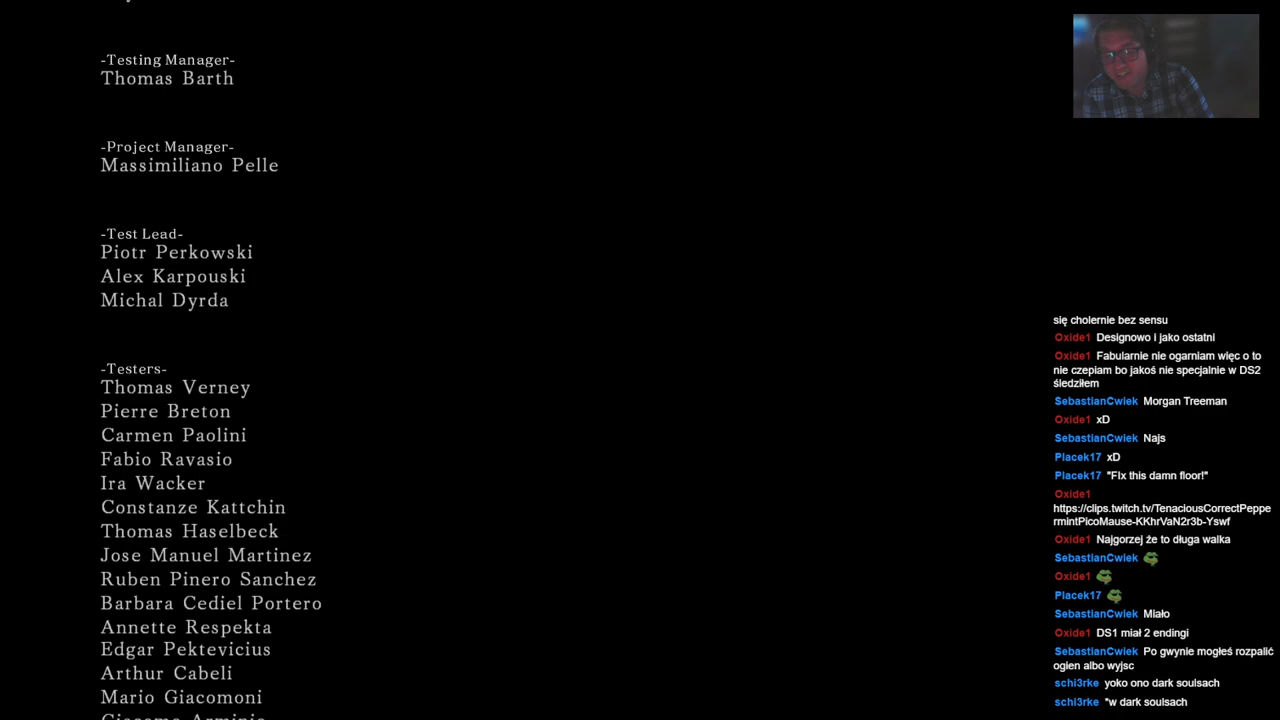 -Testing Manager-
Thomas Barth
-Project Manager-
Massimiliano Pelle
-Test Lead-
Piotr Perkowski
Alex Karpouski
Michal Dyrda
-Testers-
Thomas Verney
Pierre Breton
Carmen Paolini
Fabio Ravasio
Ira Wacker
Constanze Kattchin
Thomas Haselbeck
Jose Manuel Martinez
Ruben Pinero Sanchez
Barbara Cediel Portero
Annette Respekta
Edgar Pektevicius
Arthur Cabeli
Mario Giacomoni
się cholernie bez sensu
Oxide1 Designowo i jako ostatni
Oxide1 Fabularnie nie ogarniam więc o to
nie czepiam bo jakoś nie specjalnie w DS2
śledziłem
SebastianCwiek Morgan Treeman
Oxide1 xD
SebastianCwiek Najs
Placek17 xD
Placek17 "FIx this damn floor!"
Oxide1
https://clips.twitch.tv/TenaciousCorrectPeppe
rmintPicoMause-KKhrVaN2r3b-Yswf
Oxide1 Najgorzej że to długa walka
SebastianCwiek
Oxide1
Placek17
SebastianCwiek Miało
Oxide1 DS1 miał 2 endingi
SebastianCwiek Po gwynie mogłeś rozpalić
ogien albo wyjsc
schi3rke yoko ono dark soulsach
schi3rke *w dark soulsach